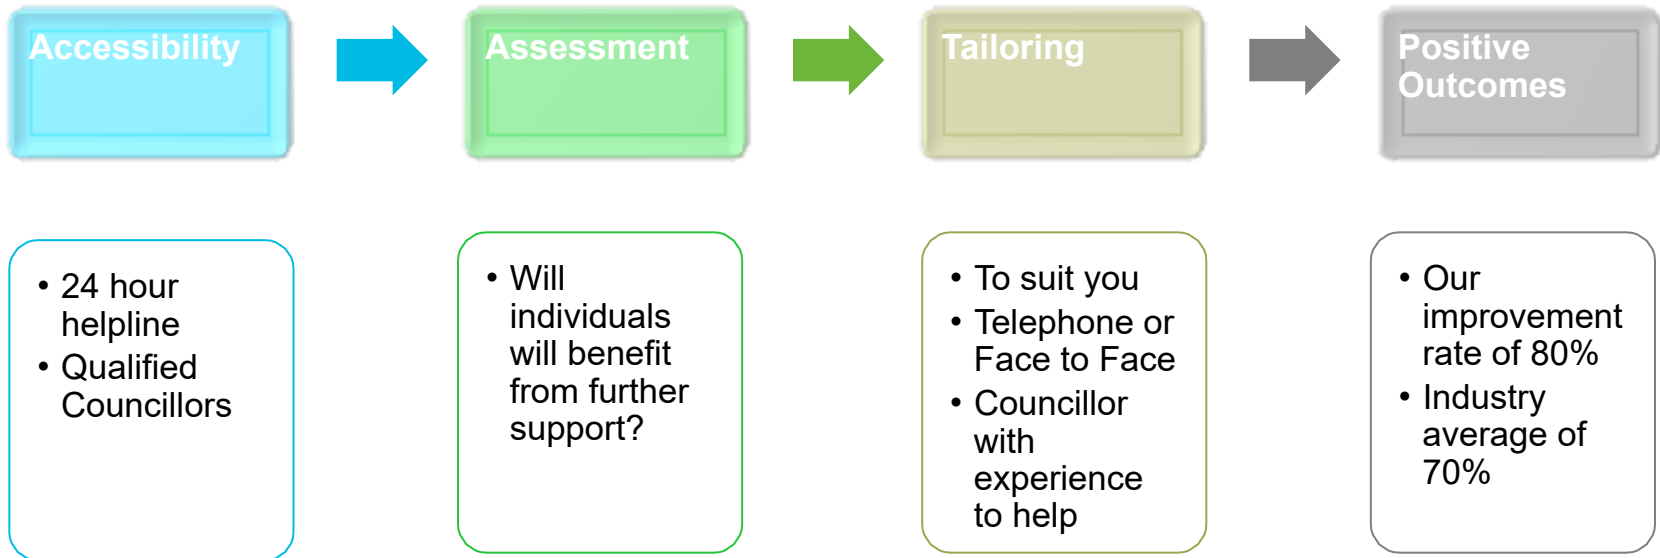 Accessibility
Assessment
Tailoring
Positive
Outcomes
• 24 hour
helpline
• Qualified
Councillors
• Will
individuals
will benefit
from further
support?
• To suit you
• Telephone or
Face to Face
• Councillor
with
experience
to help
• Our
improvement
rate of 80%
• Industry
average of
70%